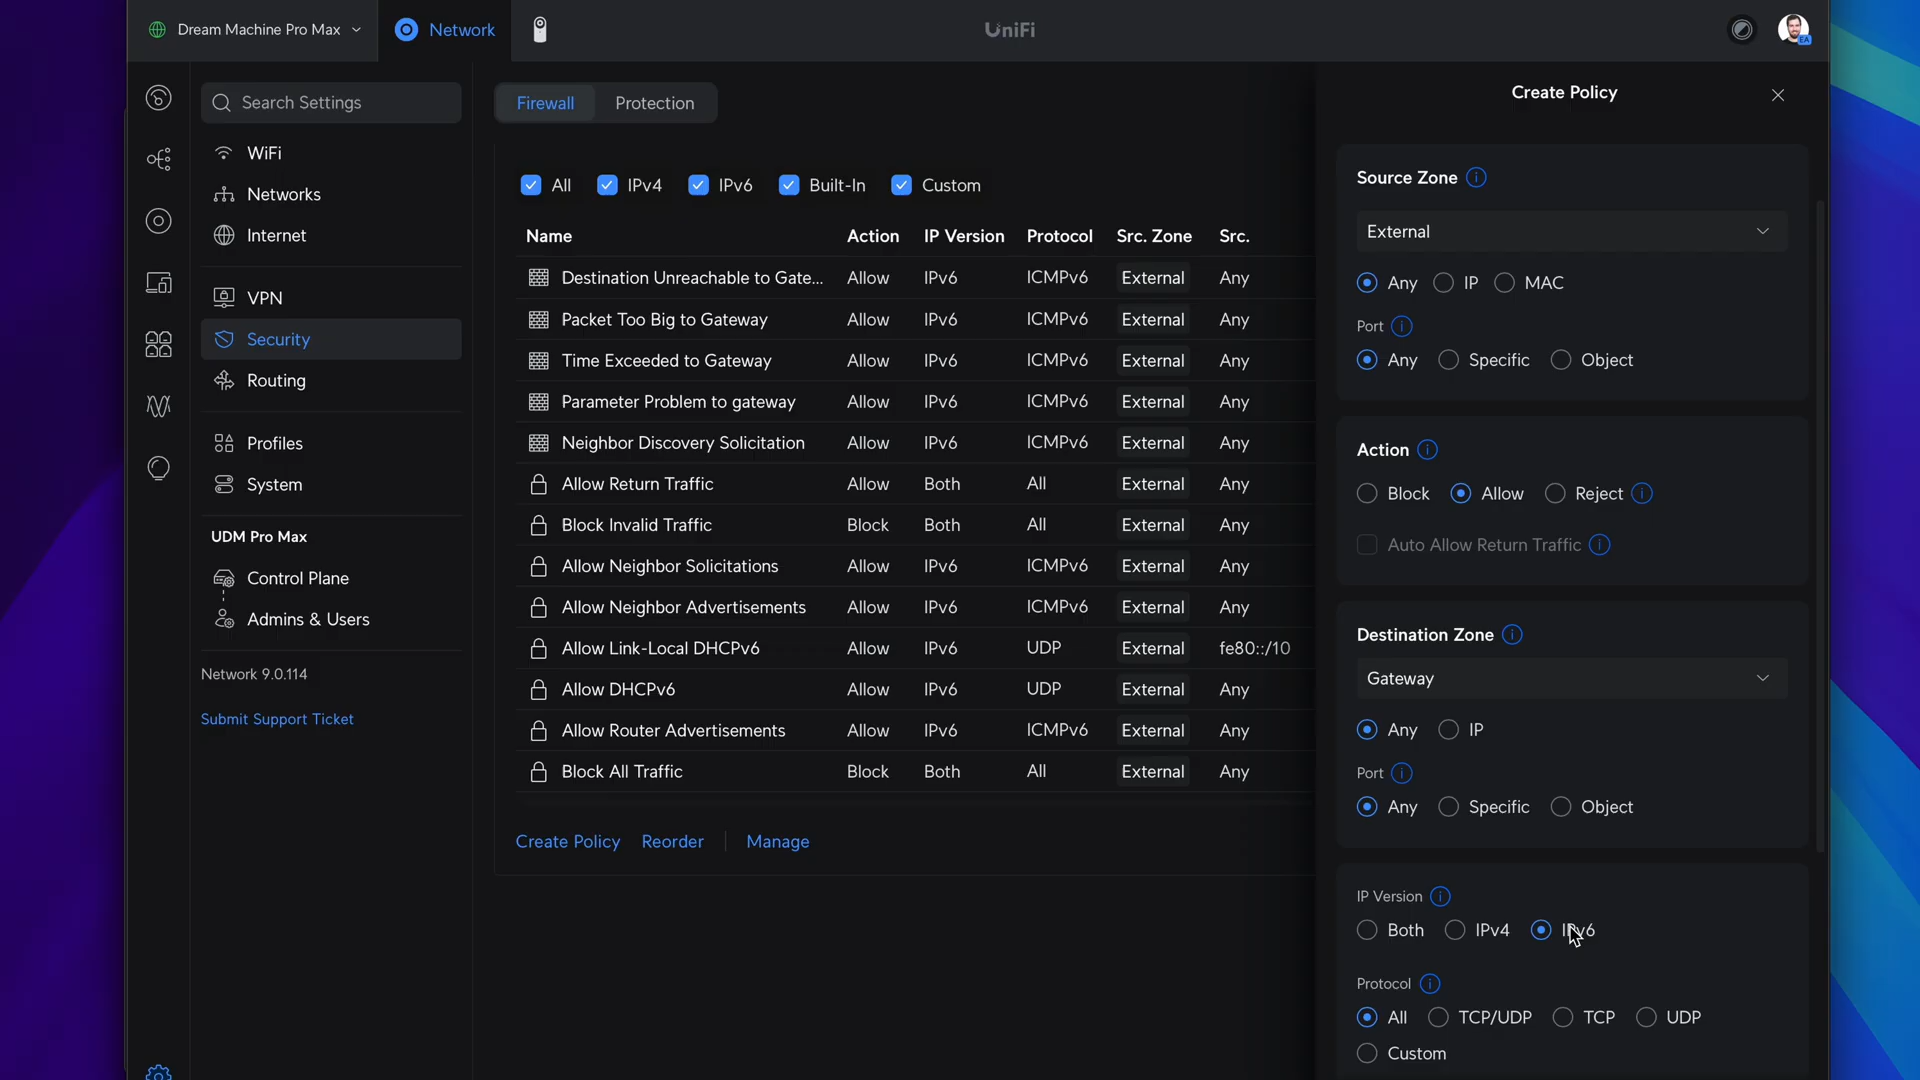 Dream Machine Pro Max
Network
UniFi
EA
Search Settings
WiFi
Networks
Internet
VPN
Security
Routing
Profiles
System
UDM Pro Max
Control Plane
Admins & Users
Network 9.0.114
Submit Support Ticket
Firewall Protection
All IPv4 IPv6 Built-In Custom
Name Action IP Version Protocol Src. Zone Src.
Destination Unreachable to Gate... Allow IPv6 ICMPv6 External Any
Packet Too Big to Gateway Allow IPv6 ICMPv6 External Any
Time Exceeded to Gateway Allow IPv6 ICMPv6 External Any
Parameter Problem to gateway Allow IPv6 ICMPv6 External Any
Neighbor Discovery Solicitation Allow IPv6 ICMPv6 External Any
Allow Return Traffic Allow Both All External Any
Block Invalid Traffic Block Both All External Any
Allow Neighbor Solicitations Allow IPv6 ICMPv6 External Any
Allow Neighbor Advertisements Allow IPv6 ICMPv6 External Any
Allow Link-Local DHCPv6 Allow IPv6 UDP External fe80::/10
Allow DHCPv6 Allow IPv6 UDP External Any
Allow Router Advertisements Allow IPv6 ICMPv6 External Any
Block All Traffic Block Both All External Any
Create Policy Reorder Manage
Create Policy
Source Zone
External
Any IP MAC
Port
Any Specific Object
Action
Block Allow Reject
Auto Allow Return Traffic
Destination Zone
Gateway
Any IP
Port
Any Specific Object
IP Version
Both IPv4 IPv6
Protocol
All TCP/UDP TCP UDP
Custom